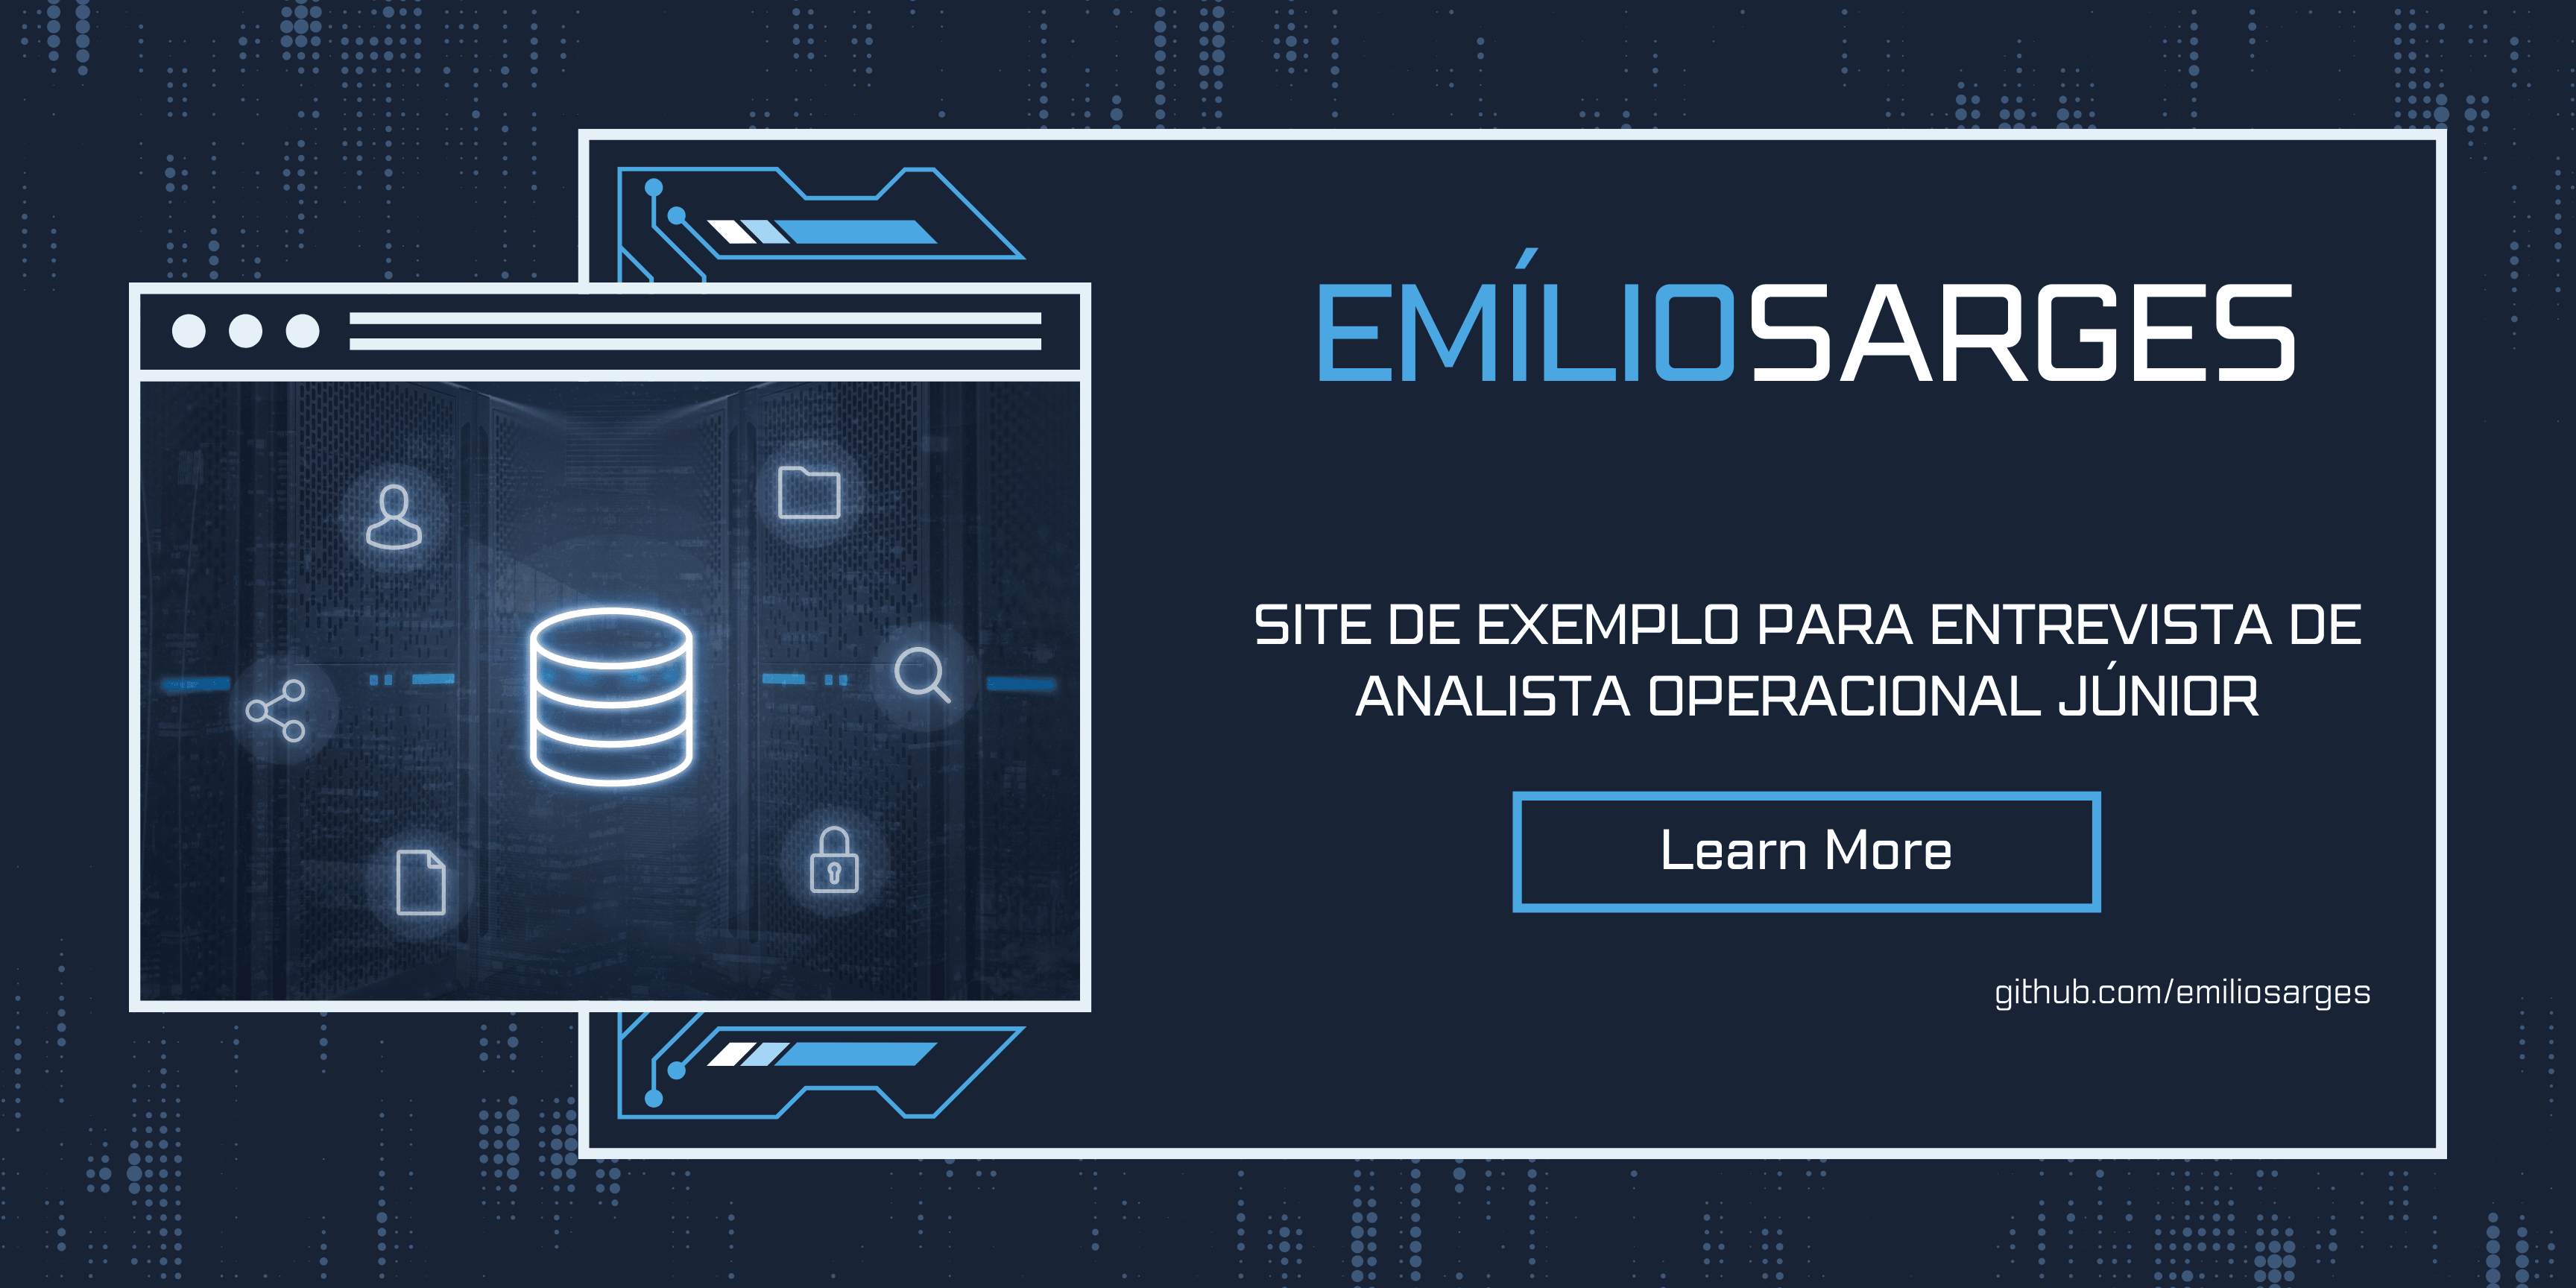 EMÍLIOSARGES
SITE DE EXEMPLO PARA ENTREVISTA DE
ANALISTA OPERACIONAL JÚNIOR
Learn More
github.com/emiliosarges